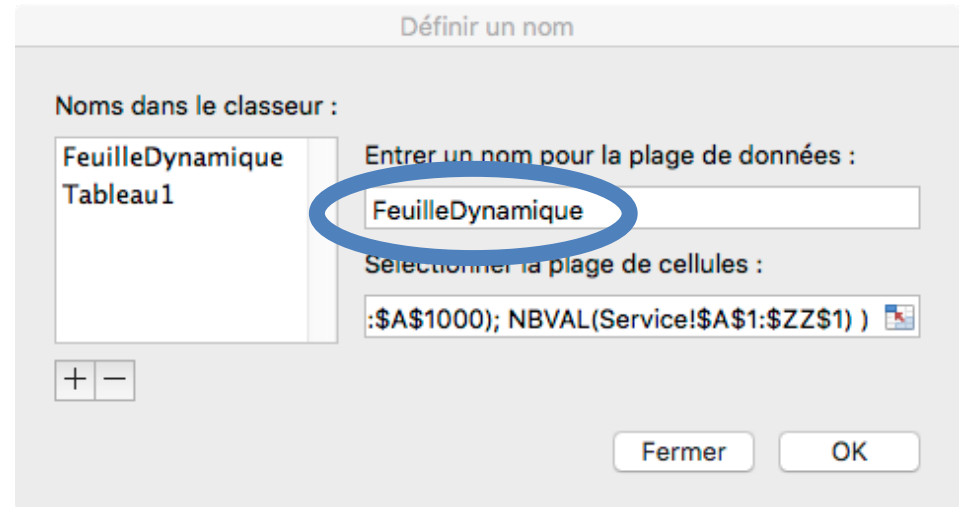 Définir un nom
Noms dans le classeur :
FeuilleDynamique
Tableau1
Entrer un nom pour la plage de données :
FeuilleDynamique
Sélectionner la plage de cellules :
:$A$1000); NBVAL(Service!$A$1:$ZZ$1) )
+ −
Fermer
OK